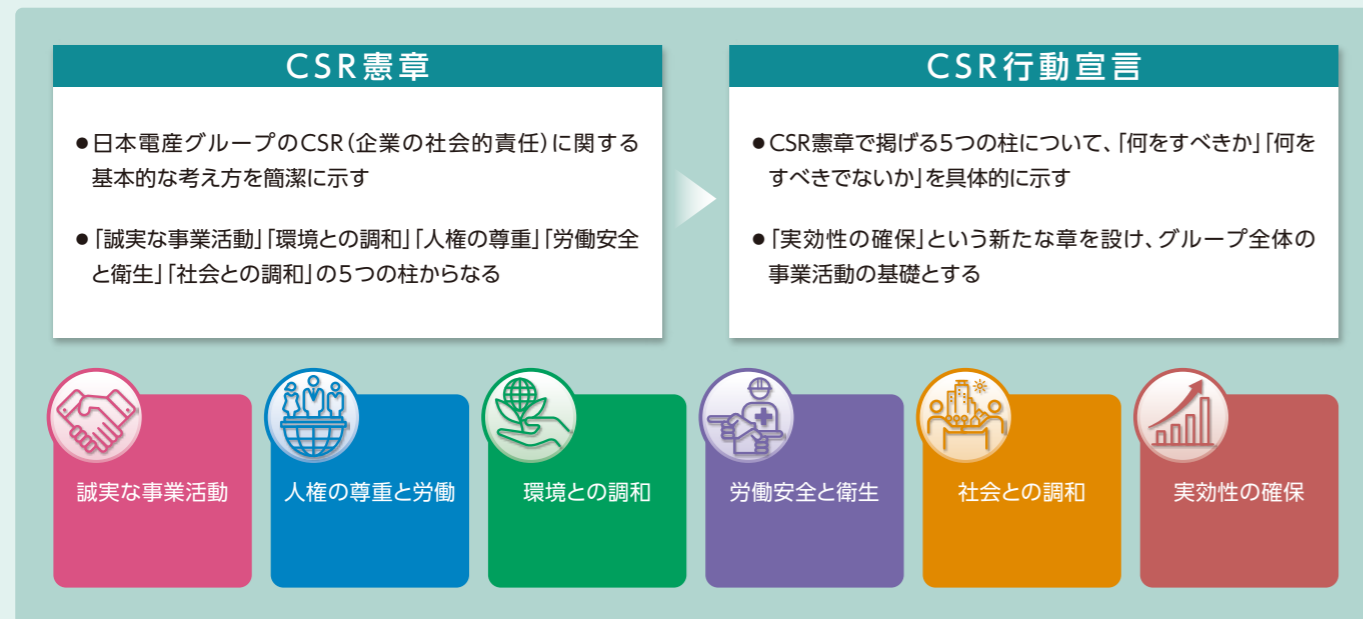 CSR憲章
●日本電産グループのCSR(企業の社会的責任)に関する
基本的な考え方を簡潔に示す
●「誠実な事業活動」「環境との調和」「人権の尊重」「労働安全
と衛生」「社会との調和」の5つの柱からなる
CSR行動宣言
●CSR憲章で掲げる5つの柱について、「何をすべきか」「何を
すべきでないか」を具体的に示す
●「実効性の確保」という新たな章を設け、グループ全体の
事業活動の基礎とする
誠実な事業活動
人権の尊重と労働
環境との調和
労働安全と衛生
社会との調和
実効性の確保